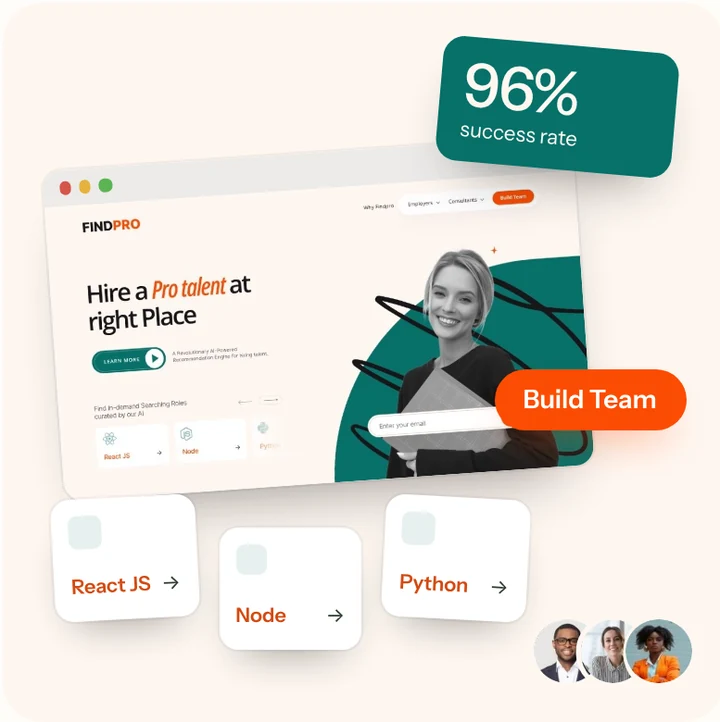 96%
success rate
FINDPRO
Why Findpro
Employers
Consultants
Build Team
Hire a Pro talent at
right Place
LEARN MORE
A Revolutionary AI-Powered
Recommendation Engine for hiring talent.
Find in-demand Searching Roles
curated by our AI
React JS
Node
Python
Enter your email
Build Team
React JS
Node
Python